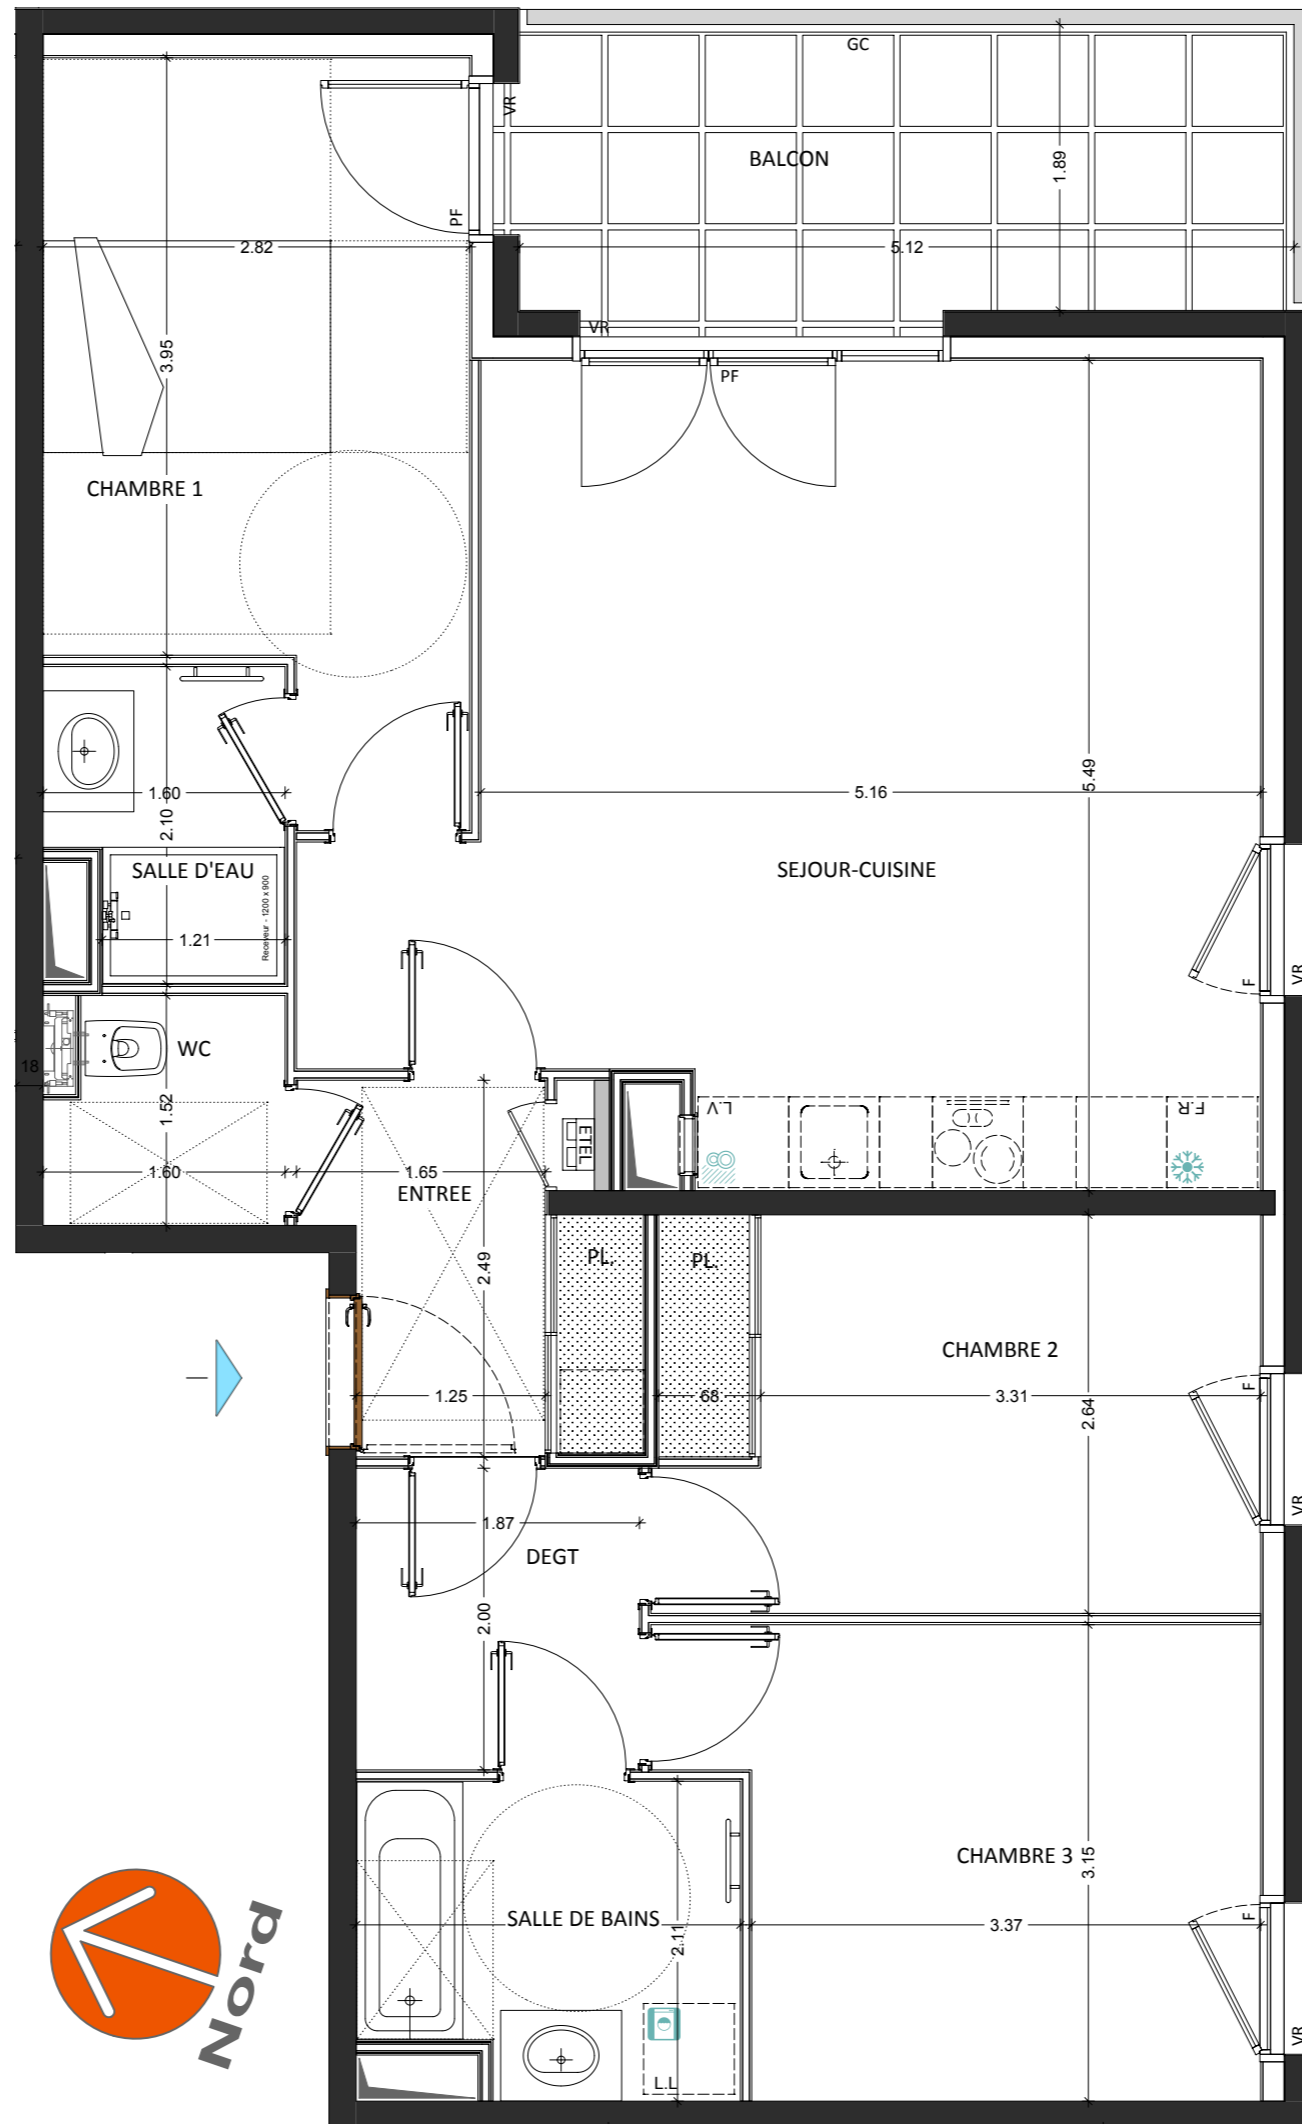 GC
VR
BALCON
1.89
PF
2.82
5.12
VR
3.95
PF
CHAMBRE 1
5.49
1.60
5.16
2.10
SALLE D'EAU
SEJOUR-CUISINE
Receveur - 1200 x 900
1.21
F
VR
WC
18
1.52
L.V
F.R
ETEL
1.60
1.65
ENTREE
2.49
PL.
PL.
CHAMBRE 2
1.25
68
3.31
F
2.64
VR
1.87
DEGT
2.00
CHAMBRE 3
3.15
SALLE DE BAINS
2.11
3.37
F
Nord
L.L
VR